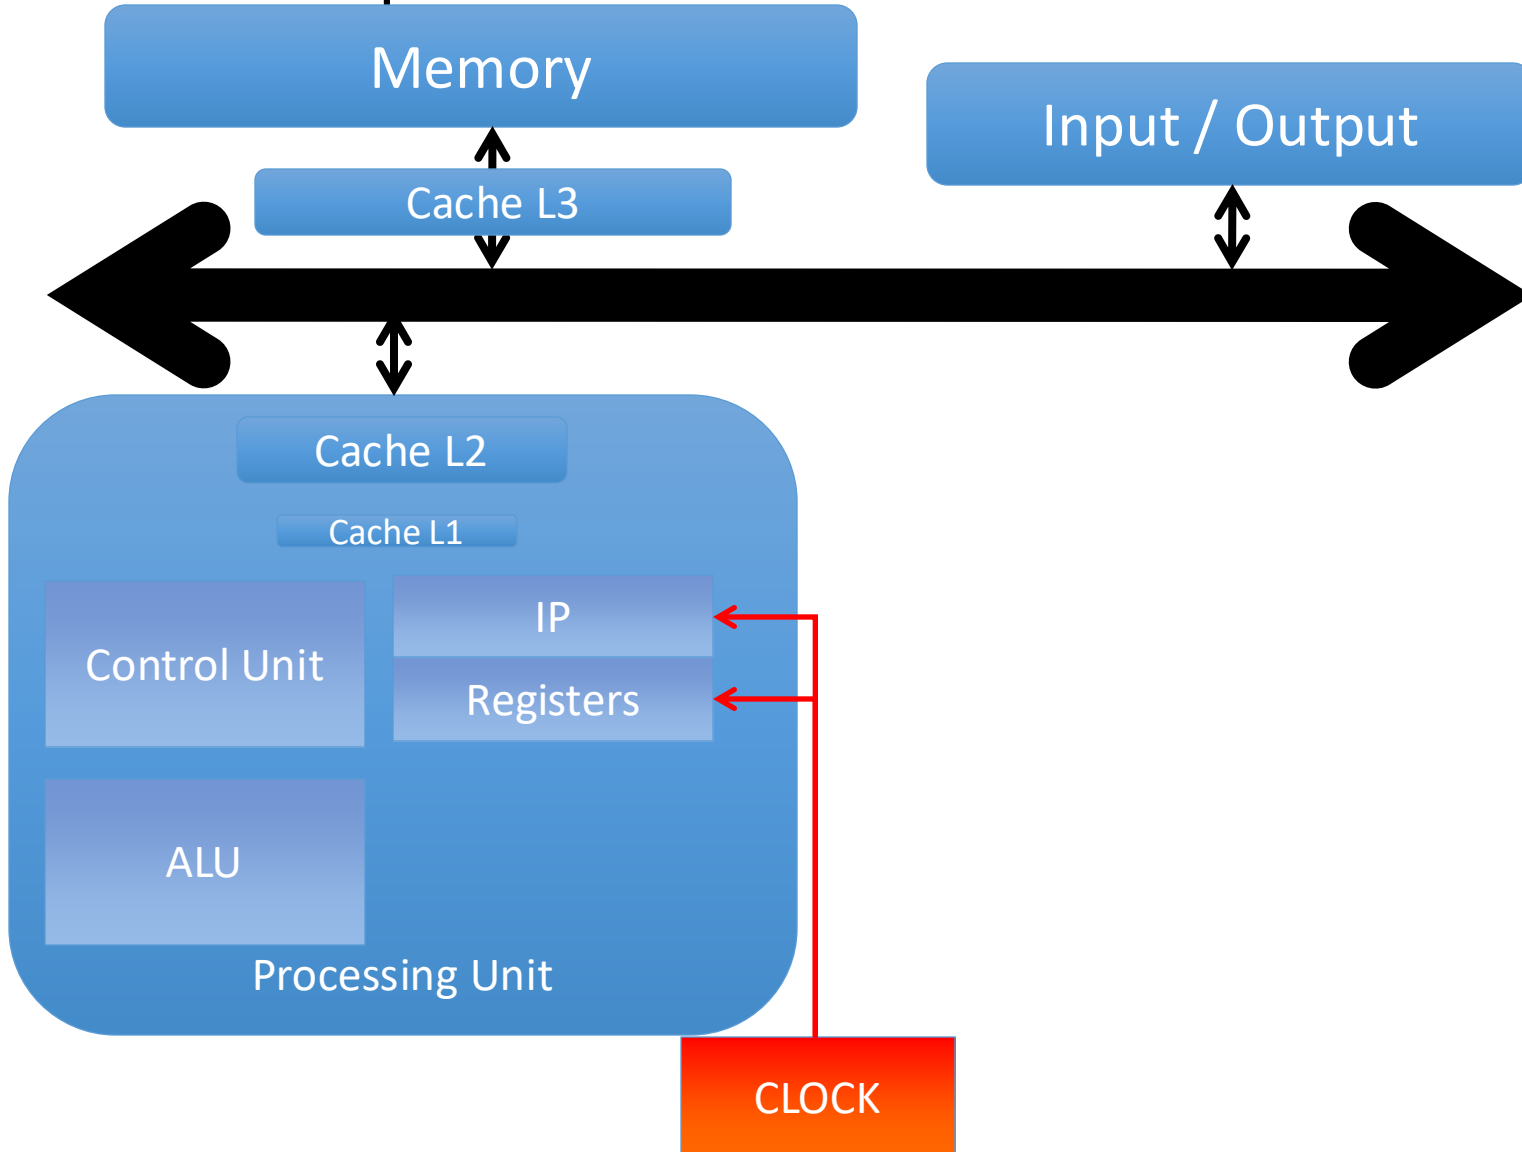 Memory
Input / Output
Cache L3
Cache L2
Cache L1
IP
Control Unit
Registers
ALU
Processing Unit
CLOCK